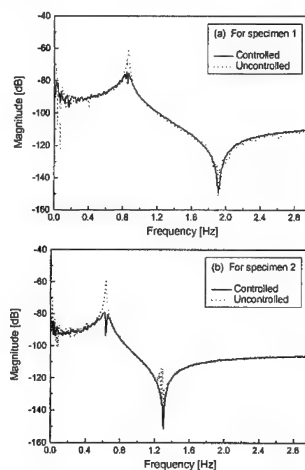 -40
-60
-80
-100
-120
-140
-160
Magnitude [dB]
(a) For specimen 1
Controlled
Uncontrolled
0.0 0.4 0.8 1.2 1.6 2.0 2.4 2.8
Frequency [Hz]
-40
-60
-80
-100
-120
-140
-160
Magnitude [dB]
(b) For specimen 2
Controlled
Uncontrolled
0.0 0.4 0.8 1.2 1.6 2.0 2.4 2.8
Frequency [Hz]